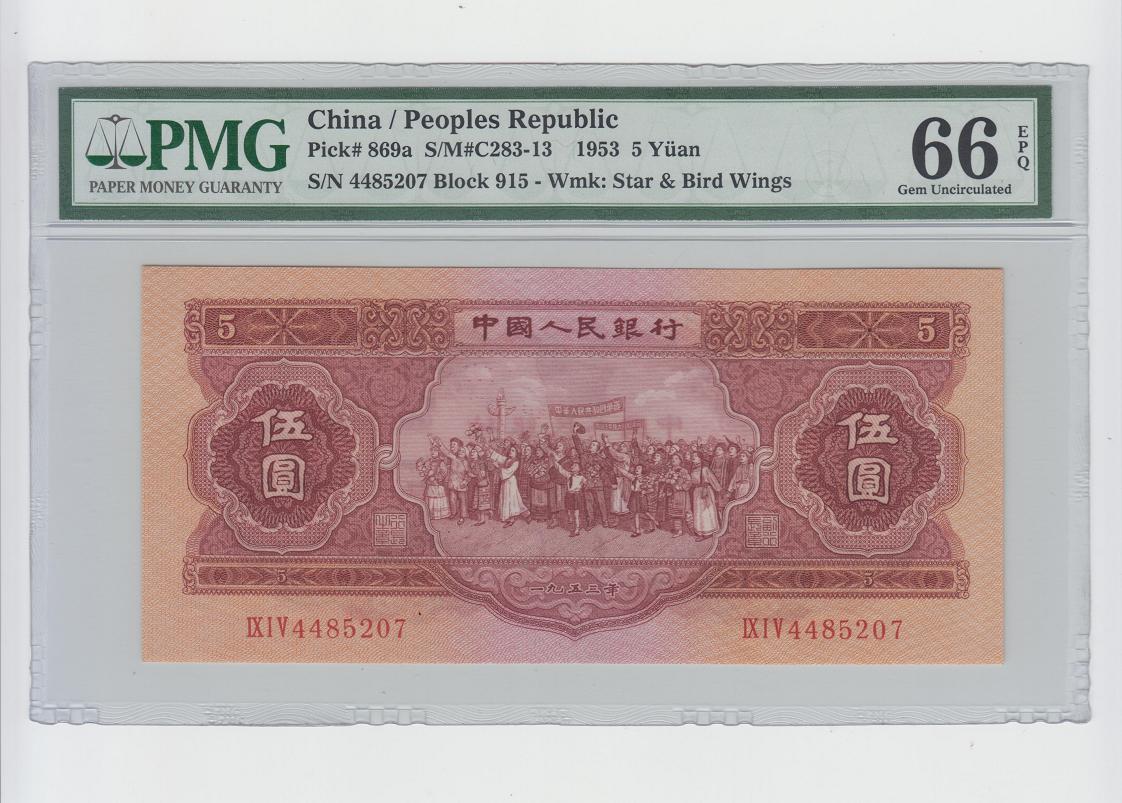 PMG
PAPER MONEY GUARANTY
China / Peoples Republic
Pick# 869a S/M#C283-13 1953 5 Yüan
S/N 4485207 Block 915 - Wmk: Star & Bird Wings
66
EPQ
Gem Uncirculated
5
中國人民銀行
5
伍圓
伍圓
5
一九五三年
5
IXIV4485207
IXIV4485207